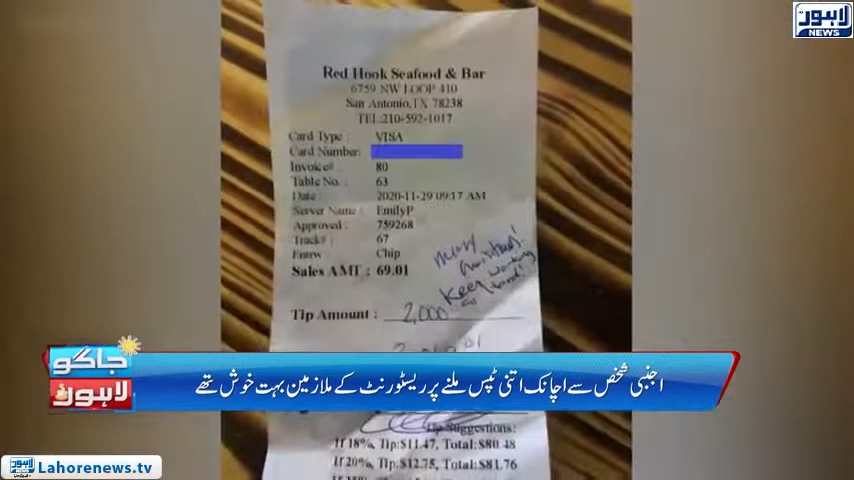 لاہور
NEWS
Red Hook Seafood & Bar
6759 NW LOOP 410
San Antonio,TX 78238
TEL:210-592-1017
Card Type : VISA
Card Number:
Invoice# : 80
Table No. : 63
Date : 2020-11-29 09:17 AM
Server Name : EmilyP
Approved : 759268
Track# : 67
Emw : Chip
Sales AMT : 69.01
Merry
Christmas!
Keep working
so hard!
Tip Amount : 2,000
جاگو
لاہور
اجنبی شخص سے اچانک اتنی ٹپس ملنے پر ریسٹورنٹ کے ملازمین بہت خوش تھے
Tip Suggestions:
If 18%, Tip:$11.47, Total:$80.48
If 20%, Tip:$12.75, Total:$81.76
لاہور
Lahorenews.tv